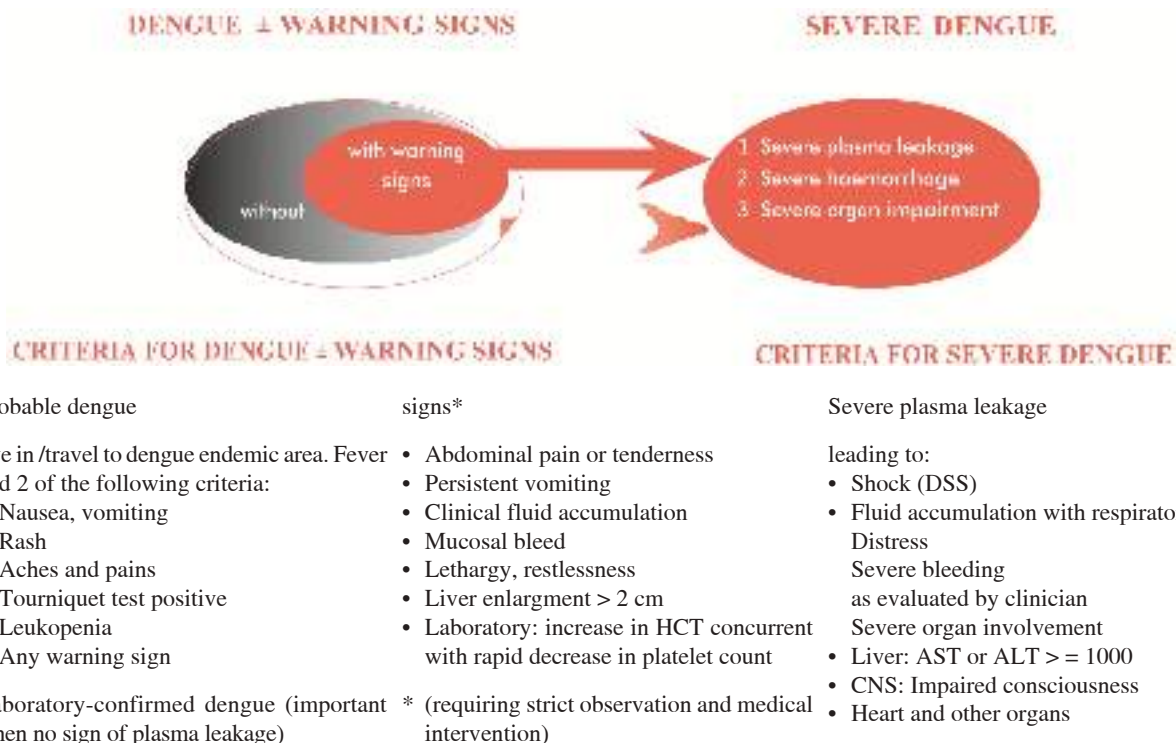 DENGUE ± WARNING SIGNS
SEVERE DENGUE
with warning
signs
without
1 Severe plasma leakage
2 Severe haemorrhage
3 Severe organ impairment
CRITERIA FOR DENGUE ± WARNING SIGNS
CRITERIA FOR SEVERE DENGUE
dengue
in /travel to dengue endemic area. Fever
2 of the following criteria:
Nausea, vomiting
Rash
Aches and pains
Tourniquet test positive
Leukopenia
Any warning sign
dengue (important
no sign of plasma leakage)
signs*
• Abdominal pain or tenderness
• Persistent vomiting
• Clinical fluid accumulation
• Mucosal bleed
• Lethargy, restlessness
• Liver enlargment > 2 cm
• Laboratory: increase in HCT concurrent
with rapid decrease in platelet count
* (requiring strict observation and medical
intervention)
Severe plasma leakage
leading to:
• Shock (DSS)
• Fluid accumulation with
Distress
Severe bleeding
as evaluated by clinician
Severe organ involvement
• Liver: AST or ALT > = 1000
• CNS: Impaired consciousness
• Heart and other organs